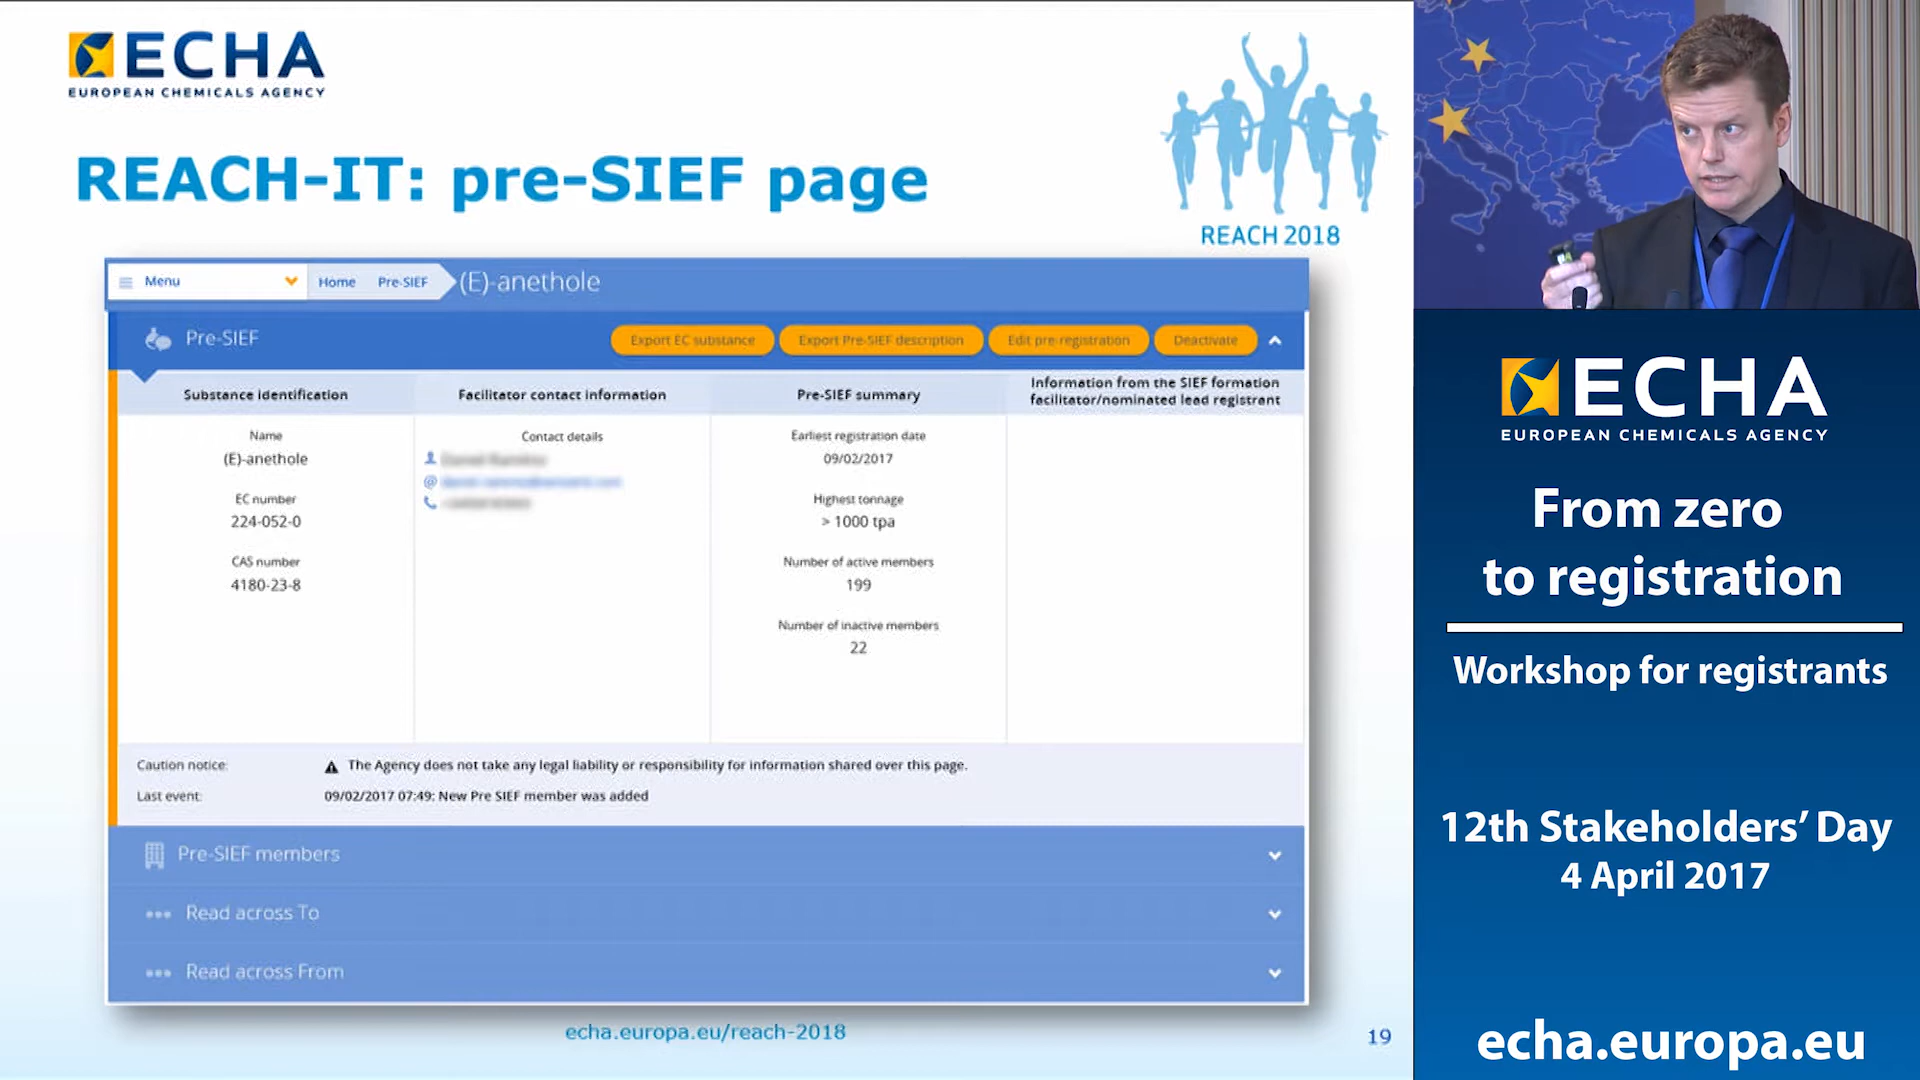 ECHA
EUROPEAN CHEMICALS AGENCY
REACH-IT: pre-SIEF page
REACH 2018
Menu
Home
Pre-SIEF
(E)-anethole
Pre-SIEF
Export EC substance
Export Pre-SIEF description
Edit pre-registration
Deactivate
Substance identification
Name
(E)-anethole
EC number
224-052-0
CAS number
4180-23-8
Facilitator contact information
Contact details
Pre-SIEF summary
Earliest registration date
09/02/2017
Highest tonnage
> 1000 tpa
Number of active members
199
Number of inactive members
22
Information from the SIEF formation
facilitator/nominated lead registrant
Caution notice:
The Agency does not take any legal liability or responsibility for information shared over this page.
Last event:
09/02/2017 07:49: New Pre SIEF member was added
Pre-SIEF members
Read across To
Read across From
echa.europa.eu/reach-2018
19
ECHA
EUROPEAN CHEMICALS AGENCY
From zero
to registration
Workshop for registrants
12th Stakeholders’ Day
4 April 2017
echa.europa.eu